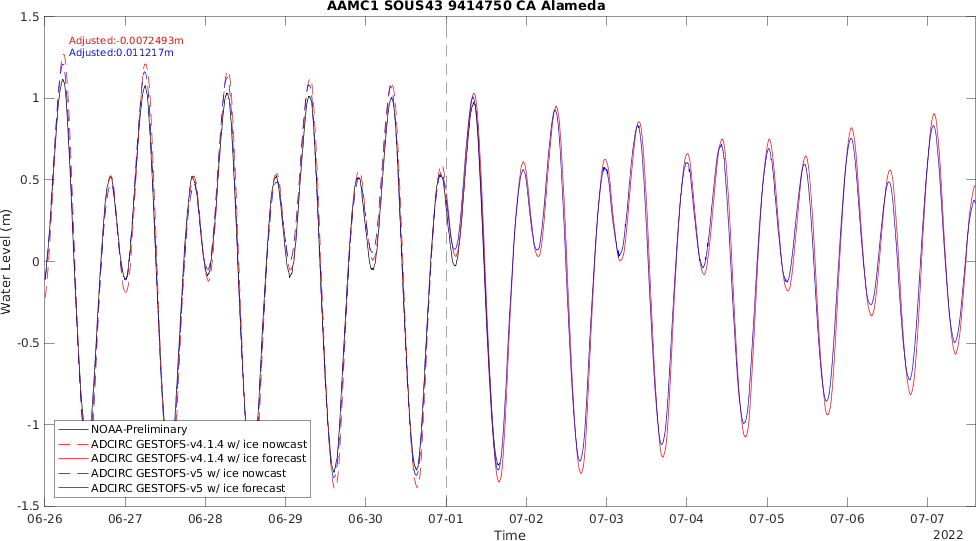 AAMC1 SOUS43 9414750 CA Alameda
1.5
Adjusted:-0.0072493m
Adjusted:0.011217m
1
0.5
0
-0.5
-1
-1.5
Water Level (m)
NOAA-Preliminary
ADCIRC GESTOFS-v4.1.4 w/ ice nowcast
ADCIRC GESTOFS-v4.1.4 w/ ice forecast
ADCIRC GESTOFS-v5 w/ ice nowcast
ADCIRC GESTOFS-v5 w/ ice forecast
06-26 06-27 06-28 06-29 06-30 07-01 07-02 07-03 07-04 07-05 07-06 07-07
Time
2022